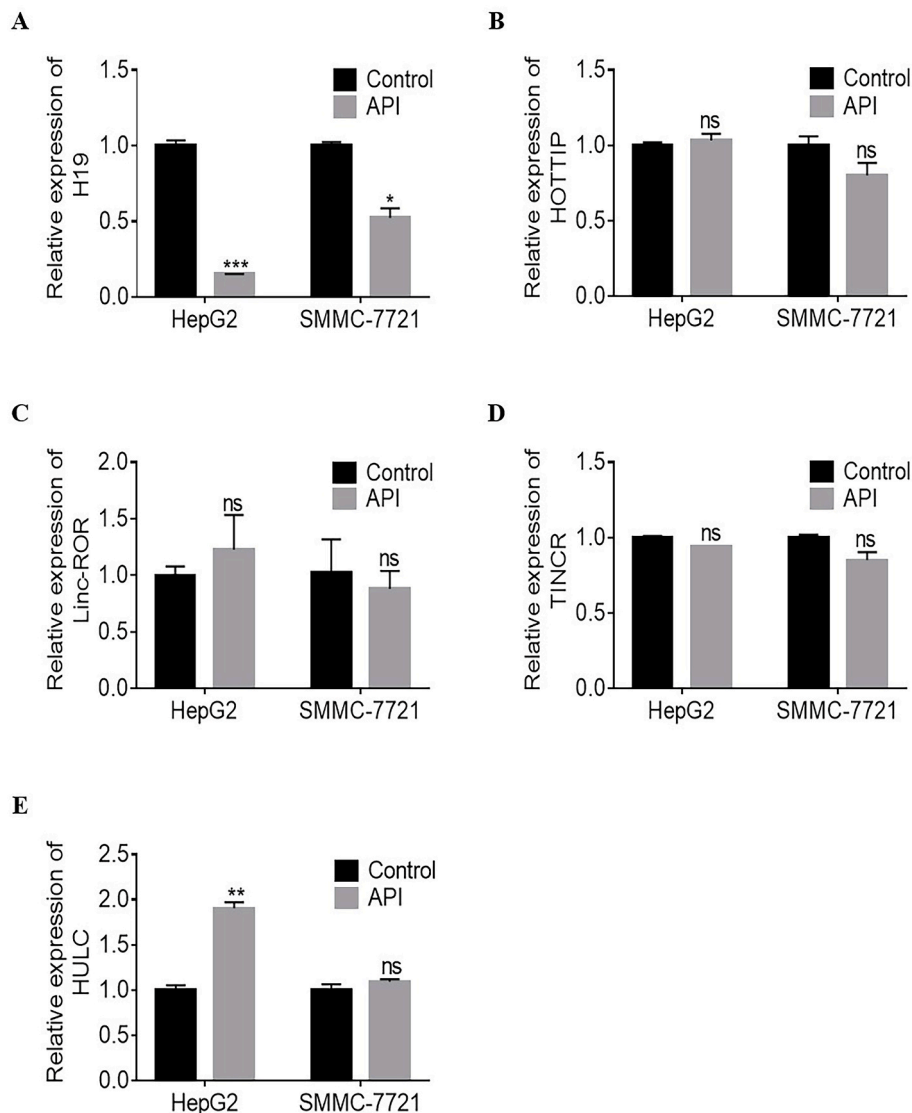 A
Relative expression of
H19
1.5
1.0
0.5
0.0
Control
API
***
*
HepG2
SMMC-7721
B
Relative expression of
HOTTIP
1.5
1.0
0.5
0.0
Control
API
ns
ns
HepG2
SMMC-7721
C
Relative expression of
Linc-ROR
2.0
1.5
1.0
0.5
0.0
Control
API
ns
ns
HepG2
SMMC-7721
D
Relative expression of
TINCR
1.5
1.0
0.5
0.0
Control
API
ns
ns
HepG2
SMMC-7721
E
Relative expression of
HULC
2.5
2.0
1.5
1.0
0.5
0.0
Control
API
**
ns
HepG2
SMMC-7721